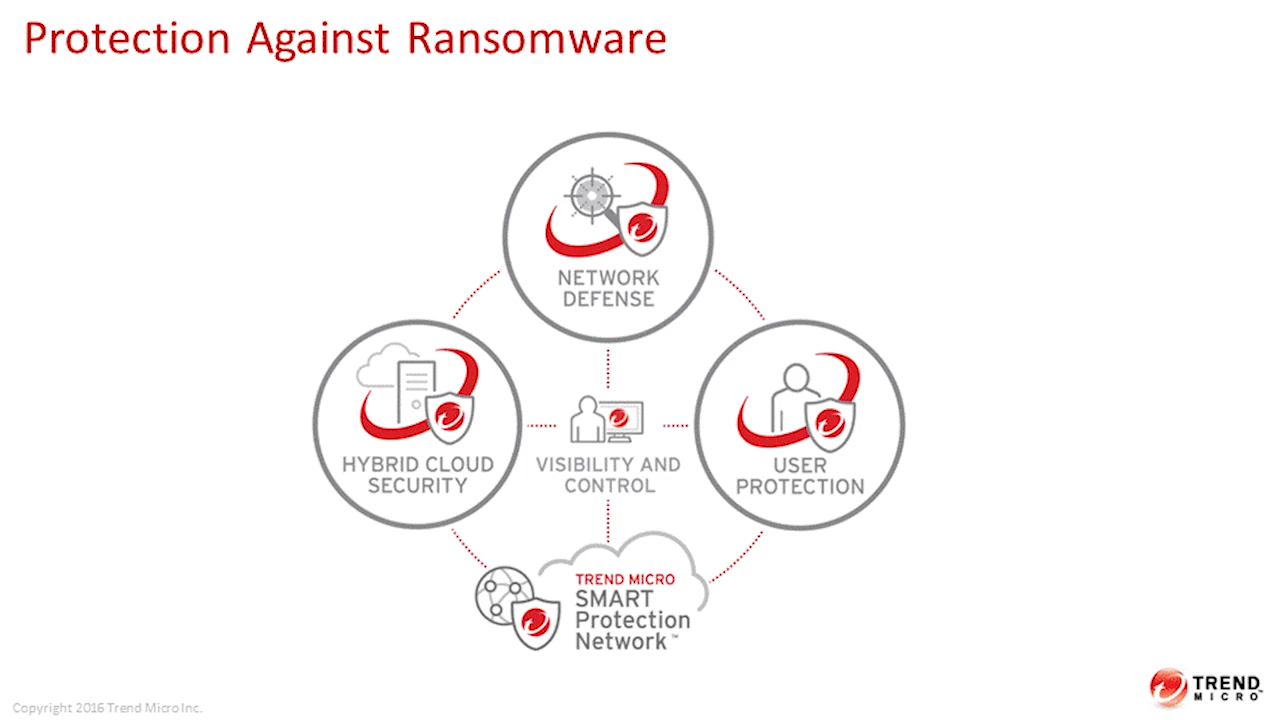 Protection Against Ransomware
NETWORK
DEFENSE
HYBRID CLOUD
SECURITY
VISIBILITY AND
CONTROL
USER
PROTECTION
TREND MICRO
SMART
Protection
Network™
Copyright 2016 Trend Micro Inc.
TREND
MICRO™